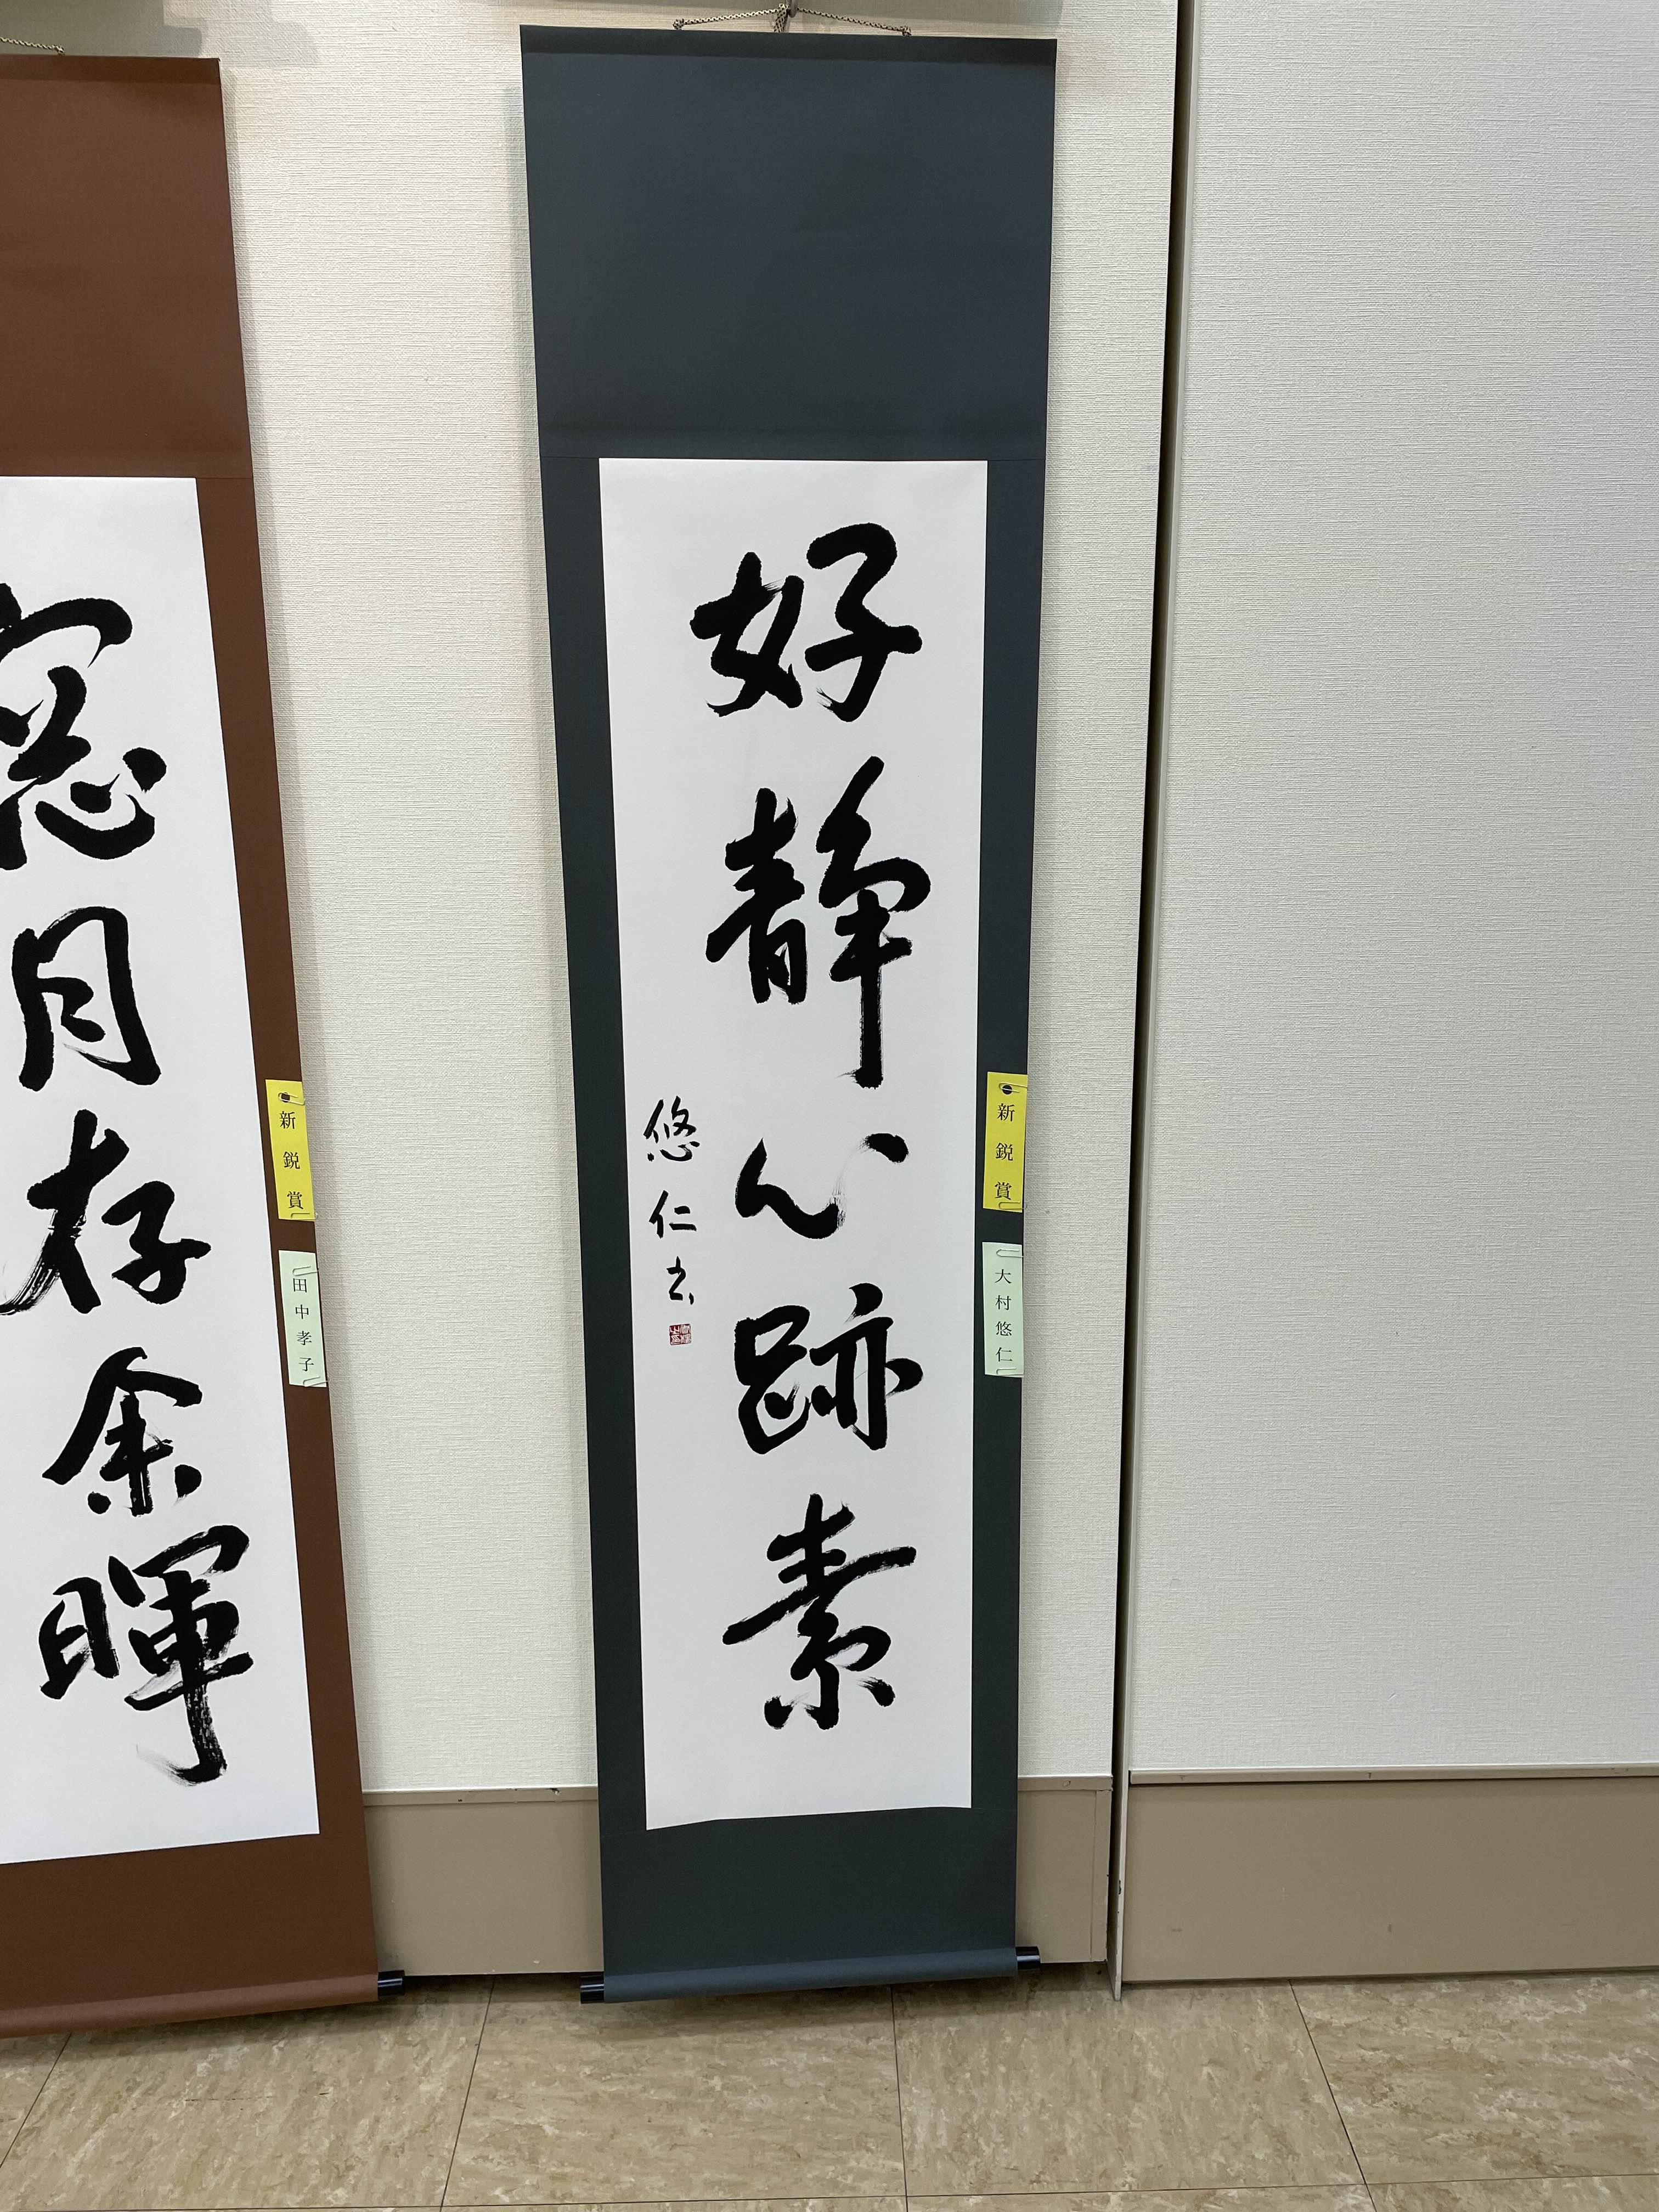 好静心跡素
悠仁書
新鋭賞
大村悠仁
窓月存余暉
新鋭賞
田中孝子